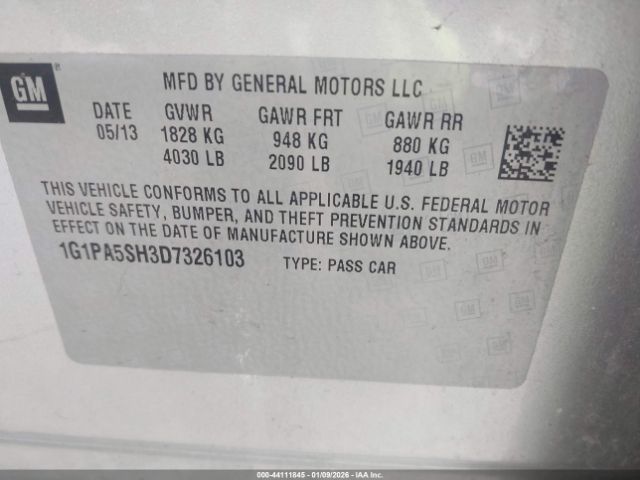 GM
MFD BY GENERAL MOTORS LLC
DATE GVWR GAWR FRT GAWR RR
05/13 1828 KG 948 KG 880 KG
4030 LB 2090 LB 1940 LB
THIS VEHICLE CONFORMS TO ALL APPLICABLE U.S. FEDERAL MOTOR
VEHICLE SAFETY, BUMPER, AND THEFT PREVENTION STANDARDS IN
EFFECT ON THE DATE OF MANUFACTURE SHOWN ABOVE.
1G1PA5SH3D7326103 TYPE: PASS CAR
000-44111845 | 01/09/2026 - IAA Inc.